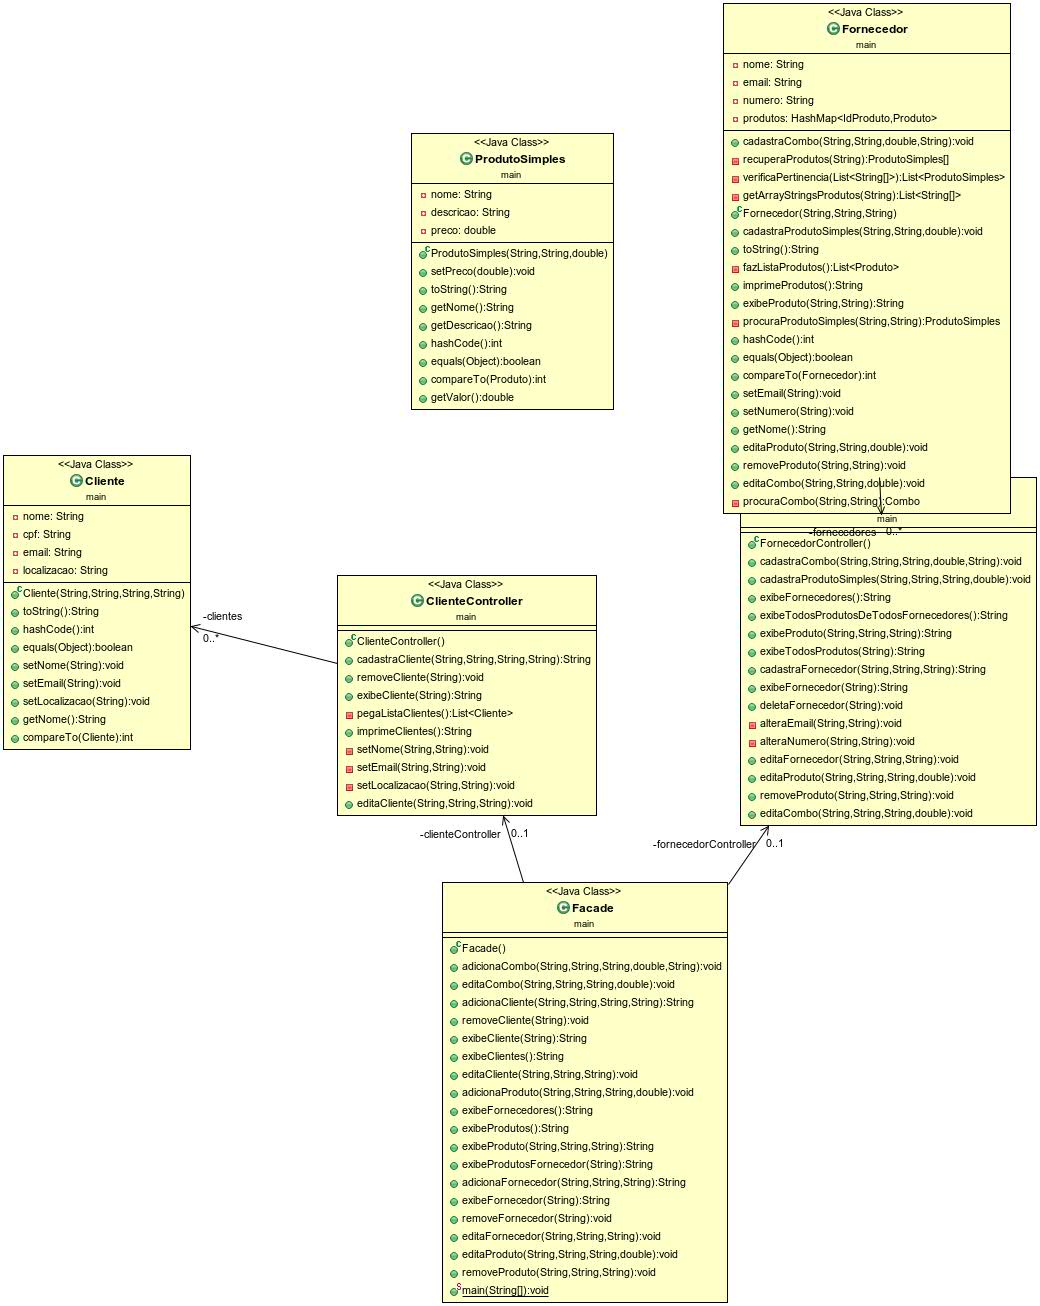 <<Java Class>>
Fornecedor
main
nome: String
email: String
numero: String
produtos: HashMap<IdProduto,Produto>
cadastraCombo(String,String,double,String):void
recuperaProdutos(String):ProdutoSimples[]
verificaPertinencia(List<String[]>):List<ProdutoSimples>
getArrayStringsProdutos(String):List<String[]>
Fornecedor(String,String,String)
cadastraProdutoSimples(String,String,double):void
toString():String
fazListaProdutos():List<Produto>
imprimeProdutos():String
exibeProduto(String,String):String
procuraProdutoSimples(String,String):ProdutoSimples
hashCode():int
equals(Object):boolean
compareTo(Fornecedor):int
setEmail(String):void
setNumero(String):void
getNome():String
editaProduto(String,String,double):void
removeProduto(String,String):void
editaCombo(String,String,double):void
procuraCombo(String,String):Combo
<<Java Class>>
ProdutoSimples
main
nome: String
descricao: String
preco: double
ProdutoSimples(String,String,double)
setPreco(double):void
toString():String
getNome():String
getDescricao():String
hashCode():int
equals(Object):boolean
compareTo(Produto):int
getValor():double
<<Java Class>>
Cliente
main
nome: String
cpf: String
email: String
localizacao: String
Cliente(String,String,String,String)
toString():String
hashCode():int
equals(Object):boolean
setNome(String):void
setEmail(String):void
setLocalizacao(String):void
getNome():String
compareTo(Cliente):int
-clientes
0..*
<<Java Class>>
ClienteController
main
ClienteController()
cadastraCliente(String,String,String,String):String
removeCliente(String):void
exibeCliente(String):String
pegaListaClientes():List<Cliente>
imprimeClientes():String
setNome(String,String):void
setEmail(String,String):void
setLocalizacao(String,String):void
editaCliente(String,String,String):void
main
-fornecedores 0..*
FornecedorController()
cadastraCombo(String,String,String,double,String):void
cadastraProdutoSimples(String,String,String,double):void
exibeFornecedores():String
exibeTodosProdutosDeTodosFornecedores():String
exibeProduto(String,String,String):String
exibeTodosProdutos(String):String
cadastraFornecedor(String,String,String):String
exibeFornecedor(String):String
deletaFornecedor(String):void
alteraEmail(String,String):void
alteraNumero(String,String):void
editaFornecedor(String,String,String):void
editaProduto(String,String,String,double):void
removeProduto(String,String,String):void
editaCombo(String,String,String,double):void
-clienteController 0..1
-fornecedorController 0..1
<<Java Class>>
Facade
main
Facade()
adicionaCombo(String,String,String,double,String):void
editaCombo(String,String,String,double):void
adicionaCliente(String,String,String,String):String
removeCliente(String):void
exibeCliente(String):String
exibeClientes():String
editaCliente(String,String,String):void
adicionaProduto(String,String,String,double):void
exibeFornecedores():String
exibeProdutos():String
exibeProduto(String,String,String):String
exibeProdutosFornecedor(String):String
adicionaFornecedor(String,String,String):String
exibeFornecedor(String):String
removeFornecedor(String):void
editaFornecedor(String,String,String):void
editaProduto(String,String,String,double):void
removeProduto(String,String,String):void
main(String[]):void